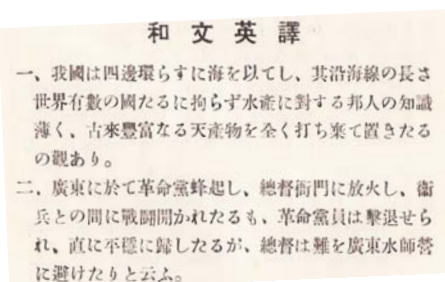 和文英譯
一、我國は四邊環らすに海を以てし、其沿海線の長さ
世界有數の國たるに拘らず水產に對する邦人の知識
薄く、古來豐富なる天產物を全く打ち棄て置きたる
の觀あり。
二、廣東に於て革命黨蜂起し、總督衙門に放火し、衞
兵との間に戰鬪開かれたるも、革命黨員は擊退せら
れ、直に平穩に歸したるが、總督は難を廣東水師營
に避けたりと云ふ。